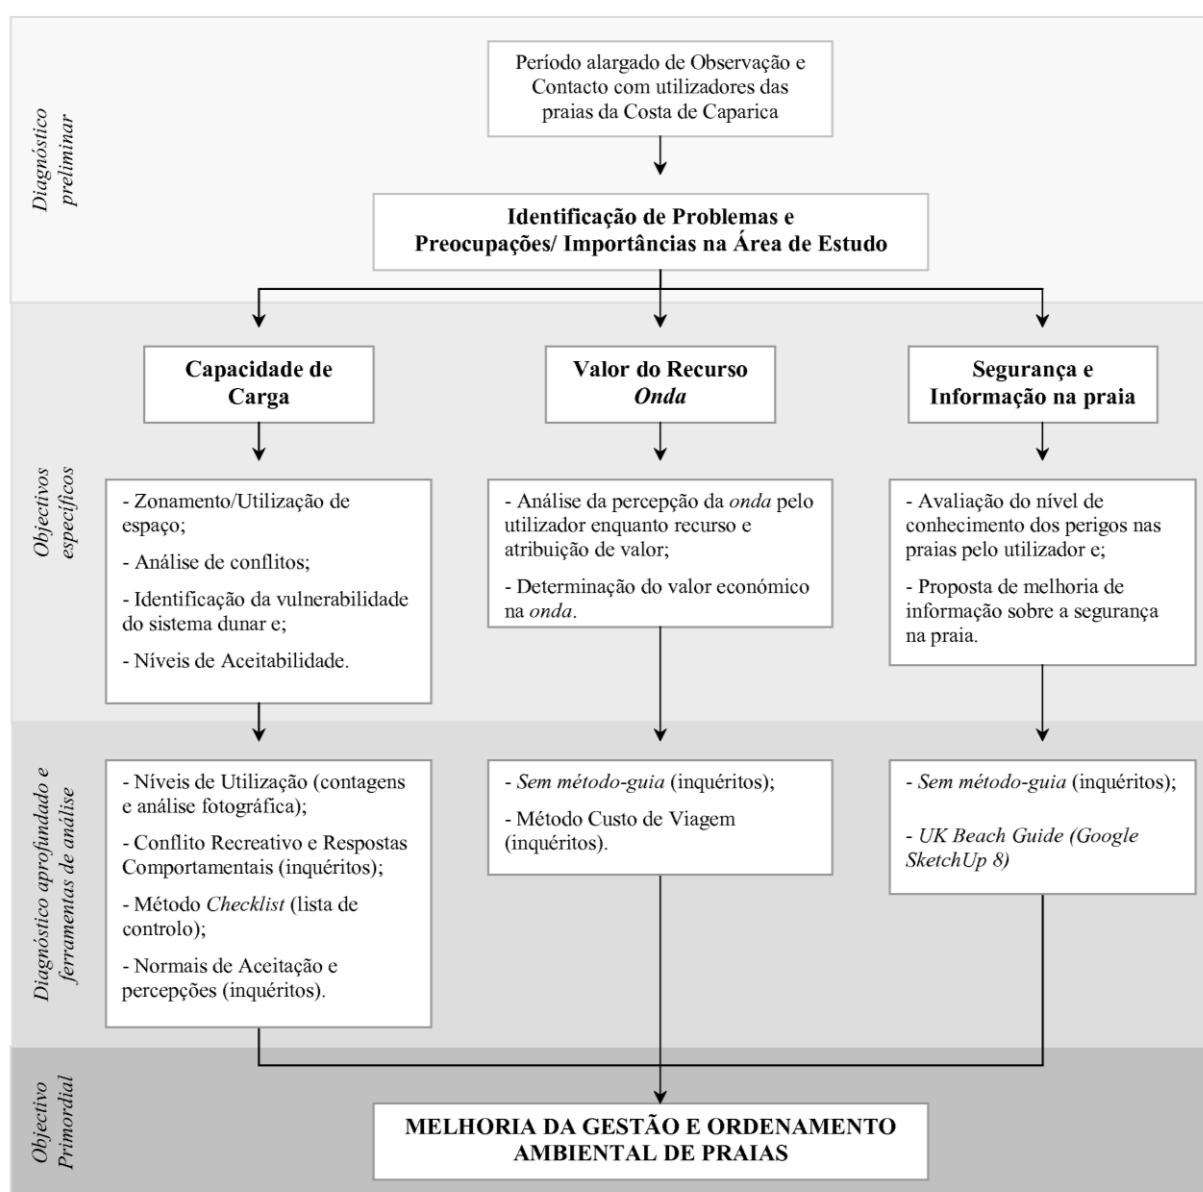 Diagnóstico
preliminar
Período alargado de Observação e
Contacto com utilizadores das
praias da Costa de Caparica
Identificação de Problemas e
Preocupações/ Importâncias na Área de Estudo
Objectivos
específicos
Capacidade de
Carga
Valor do Recurso
Onda
Segurança e
Informação na praia
- Zonamento/Utilização de
espaço;
- Análise de conflitos;
- Identificação da vulnerabilidade
do sistema dunar e;
- Níveis de Aceitabilidade.
- Análise da percepção da onda pelo
utilizador enquanto recurso e
atribuição de valor;
- Determinação do valor económico
na onda.
- Avaliação do nível de
conhecimento dos perigos nas
praias pelo utilizador e;
- Proposta de melhoria de
informação sobre a segurança
na praia.
Diagnóstico aprofundado e
ferramentas de análise
- Níveis de Utilização (contagens
e análise fotográfica);
- Conflito Recreativo e Respostas
Comportamentais (inquéritos);
- Método Checklist (lista de
controlo);
- Normais de Aceitação e
percepções (inquéritos).
- Sem método-guia (inquéritos);
- Método Custo de Viagem
(inquéritos).
- Sem método-guia (inquéritos);
- UK Beach Guide (Google
SketchUp 8)
Objectivo
Primordial
MELHORIA DA GESTÃO E ORDENAMENTO
AMBIENTAL DE PRAIAS